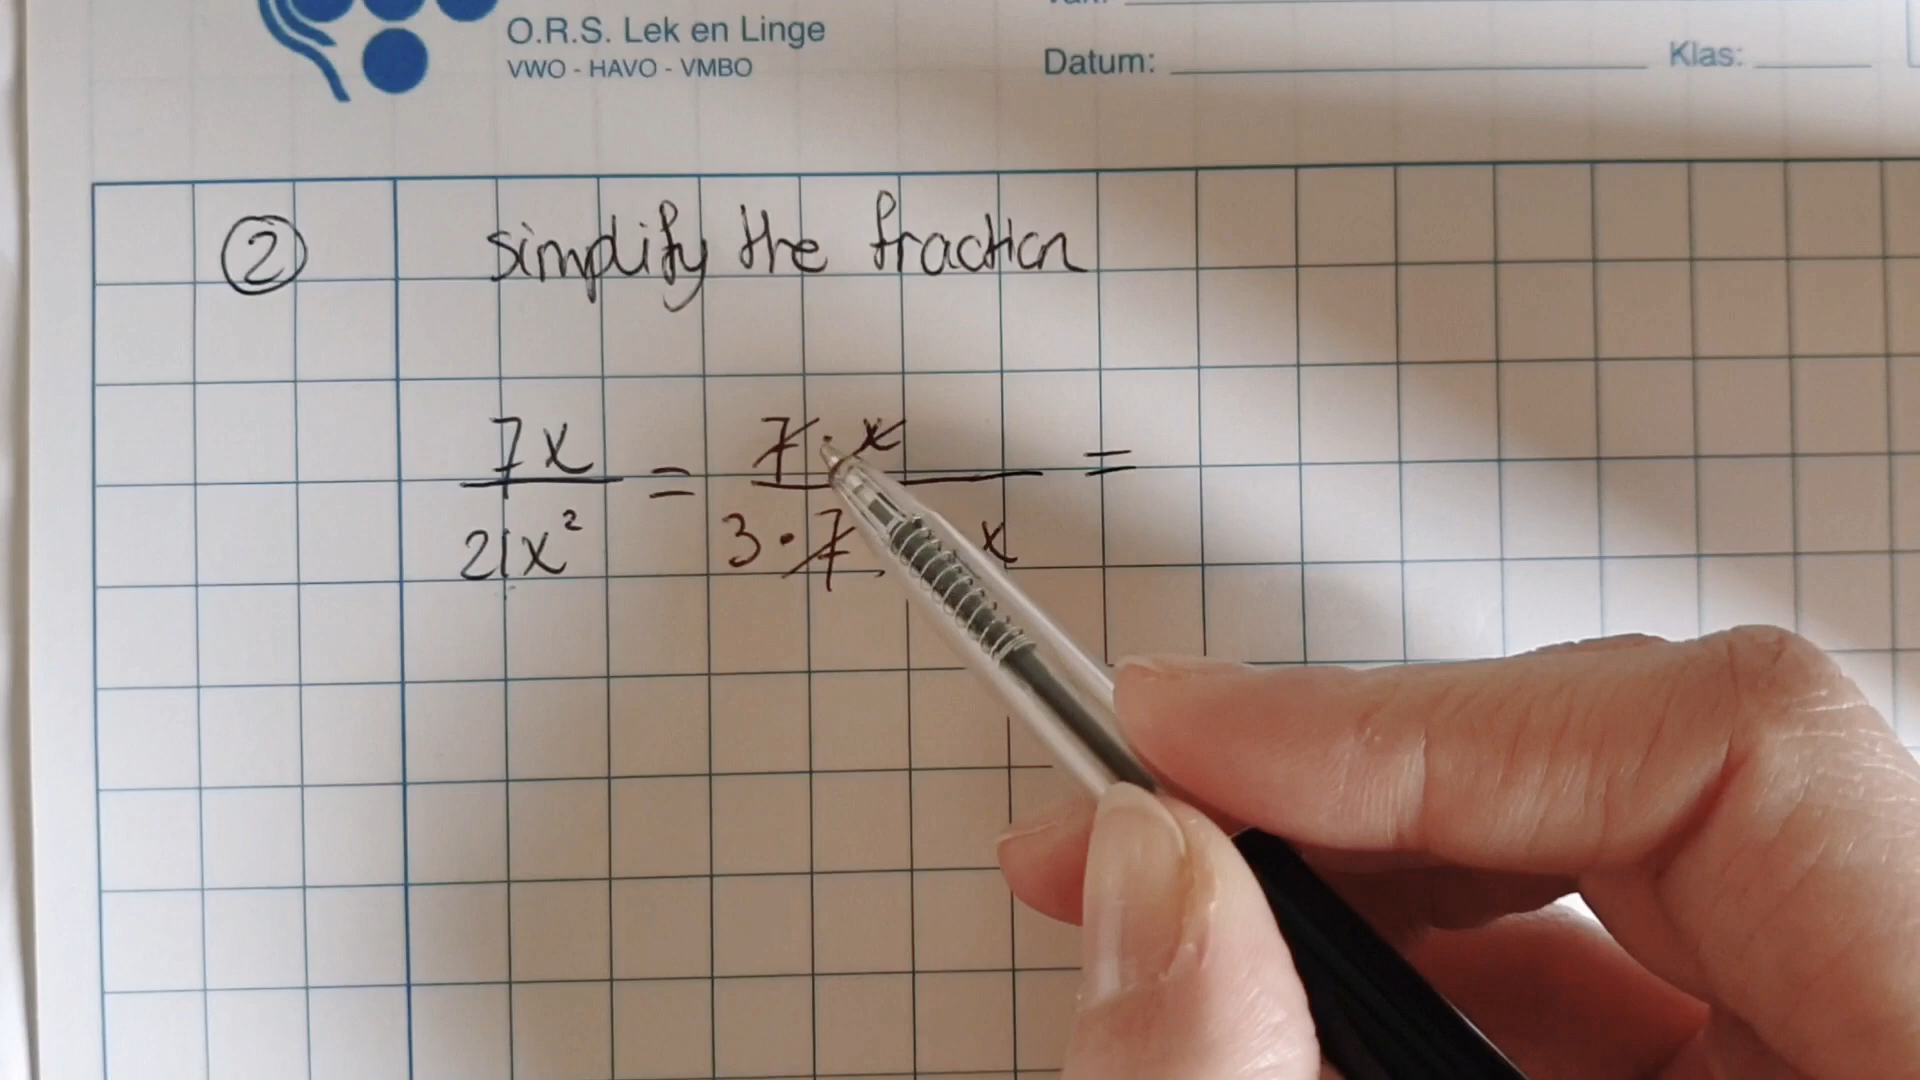 O.R.S. Lek en Linge
VWO - HAVO - VMBO
Datum:
Klas:
② simplify the fraction
7x / 21x² = 7 · x / 3 · 7 x =